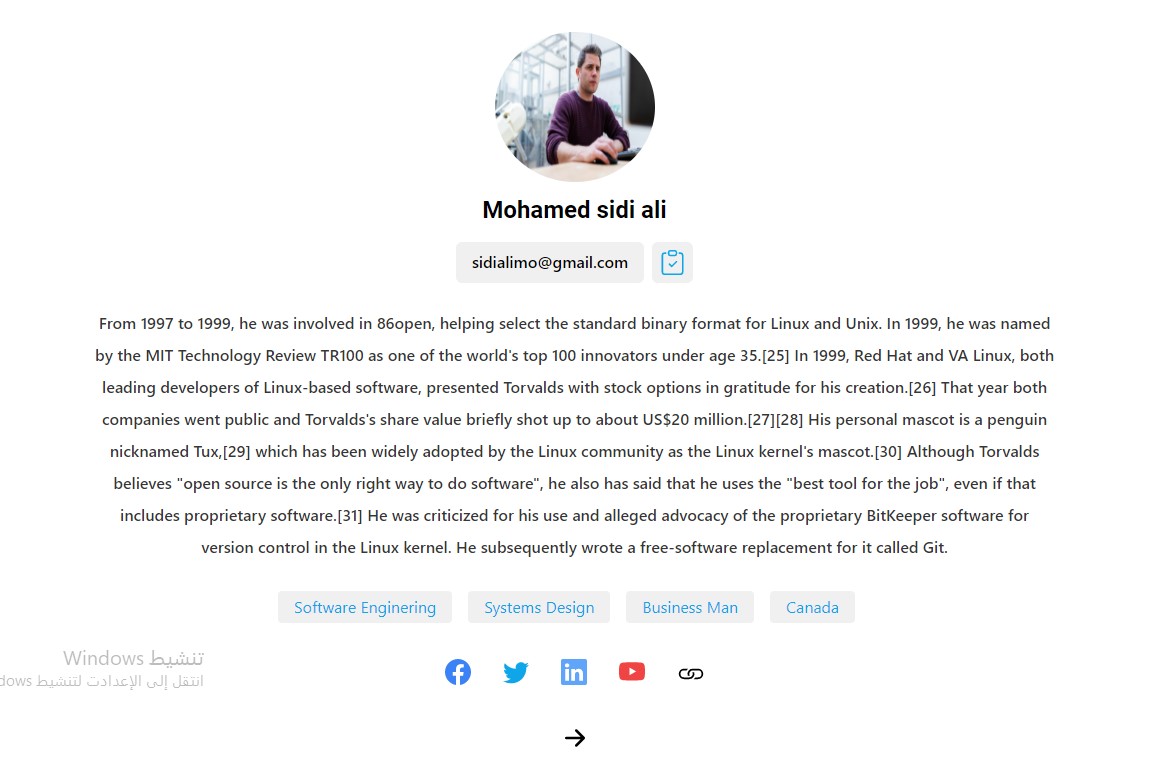 Mohamed sidi ali
sidialimo@gmail.com
From 1997 to 1999, he was involved in 86open, helping select the standard binary format for Linux and Unix. In 1999, he was named
by the MIT Technology Review TR100 as one of the world's top 100 innovators under age 35.[25] In 1999, Red Hat and VA Linux, both
leading developers of Linux-based software, presented Torvalds with stock options in gratitude for his creation.[26] That year both
companies went public and Torvalds's share value briefly shot up to about US$20 million.[27][28] His personal mascot is a penguin
nicknamed Tux,[29] which has been widely adopted by the Linux community as the Linux kernel's mascot.[30] Although Torvalds
believes "open source is the only right way to do software", he also has said that he uses the "best tool for the job", even if that
includes proprietary software.[31] He was criticized for his use and alleged advocacy of the proprietary BitKeeper software for
version control in the Linux kernel. He subsequently wrote a free-software replacement for it called Git.
Software Enginering
Systems Design
Business Man
Canada
تنشيط Windows
انتقل إلى الإعدادت لتنشيط dows
in